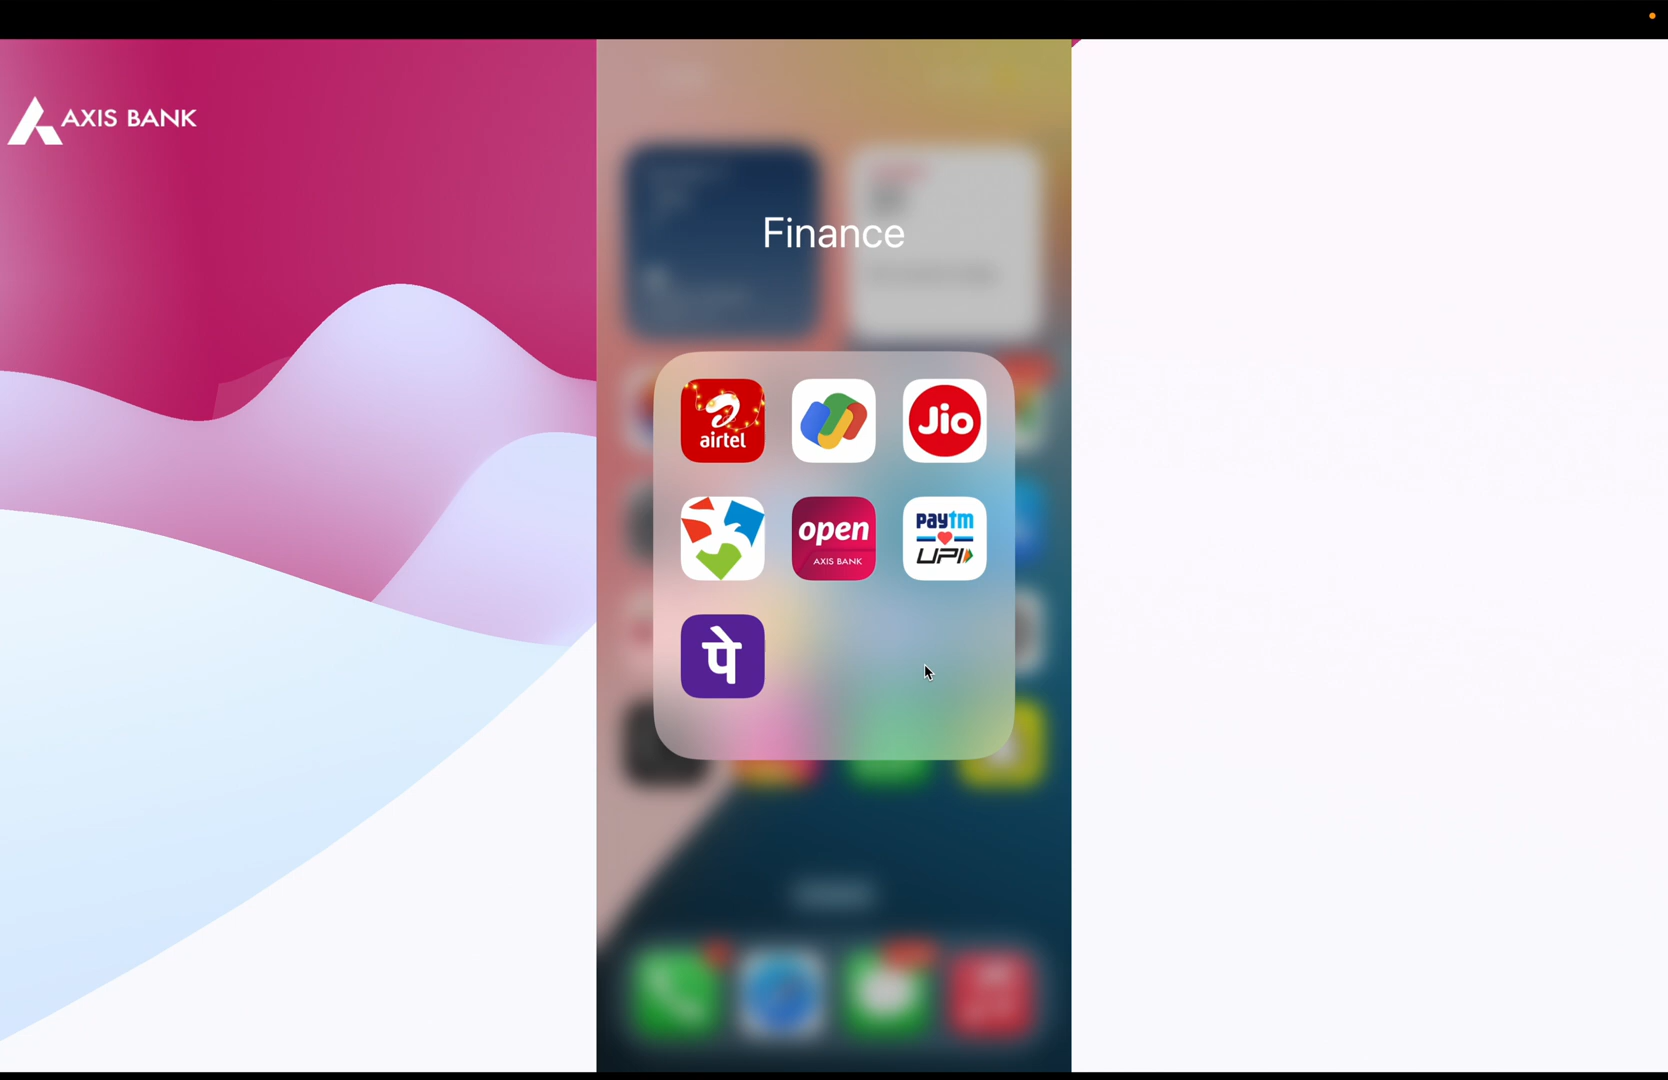 AXIS BANK
Finance
airtel
Jio
open
AXIS BANK
paytm
UPI
पे